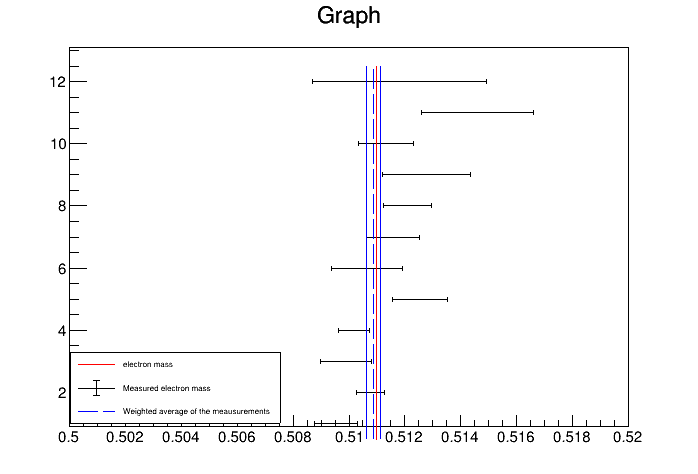 Graph
12
10
8
6
4
2
electron mass
Measured electron mass
Weighted average of the meausurements
0.5 0.502 0.504 0.506 0.508 0.51 0.512 0.514 0.516 0.518 0.52